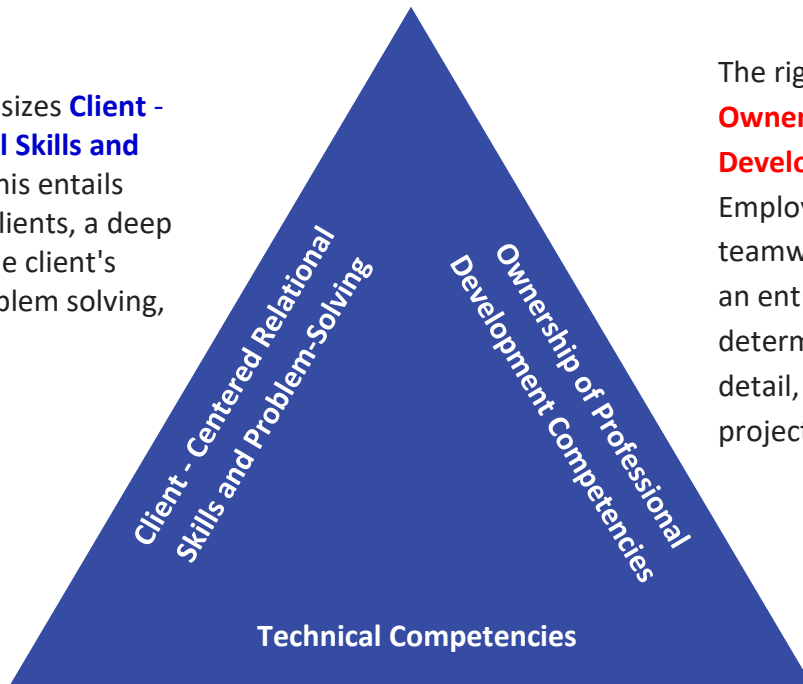 sizes Client -
l Skills and
his entails
lients, a deep
e client's
blem solving,
The rig
Owner
Develo
Employ
teamw
an ent
determ
detail,
project
Client - Centered Relational
Skills and Problem-Solving
Ownership of Professional
Development Competencies
Technical Competencies